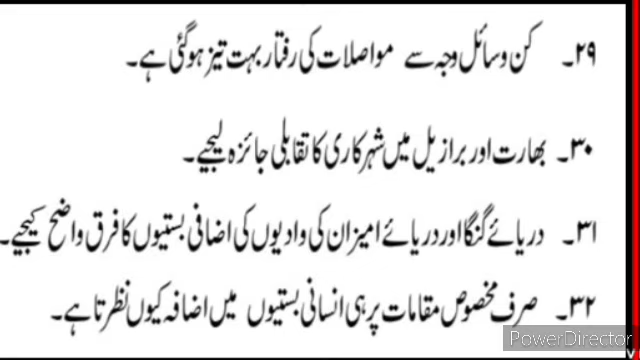 ۲۹۔ کن وسائل وجہ سے مواصلات کی رفتار بہت تیز ہوگئی ہے۔
۳۰۔ بھارت اور برازیل میں شہرکاری کا تقابلی جائزہ لیجیے۔
۳۱۔ دریائے گنگا اور دریائے امیزان کی وادیوں کی اضافی بستیوں کا فرق واضح کیجیے۔
۳۲۔ صرف مخصوص مقامات پر ہی انسانی بستیوں میں اضافہ کیوں نظر تا ہے۔
PowerDirector